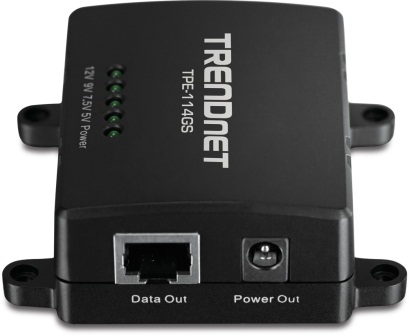 TRENDNET
TPE-114GS
12V 9V 7.5V 5V Power
Data Out
Power Out